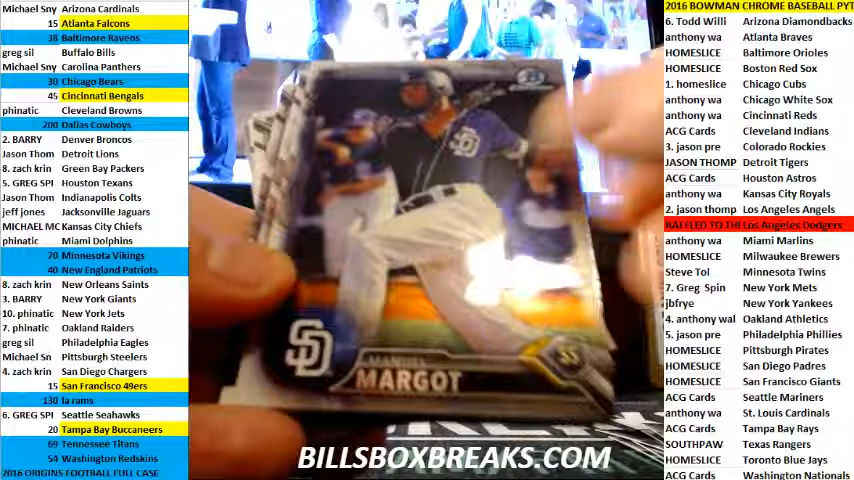 Michael Sny Arizona Cardinals
15 Atlanta Falcons
38 Baltimore Ravens
greg sil Buffalo Bills
Michael Sny Carolina Panthers
30 Chicago Bears
45 Cincinnati Bengals
phinatic Cleveland Browns
200 Dallas Cowboys
2. BARRY Denver Broncos
Jason Thom Detroit Lions
8. zach krin Green Bay Packers
5. GREG SPI Houston Texans
Jason Thom Indianapolis Colts
jeff jones Jacksonville Jaguars
MICHAEL MC Kansas City Chiefs
phinatic Miami Dolphins
70 Minnesota Vikings
40 New England Patriots
8. zach krin New Orleans Saints
3. BARRY New York Giants
10. phinatic New York Jets
7. phinatic Oakland Raiders
greg sil Philadelphia Eagles
Michael Sn Pittsburgh Steelers
4. zach krin San Diego Chargers
15 San Francisco 49ers
130 la rams
6. GREG SPI Seattle Seahawks
20 Tampa Bay Buccaneers
69 Tennessee Titans
54 Washington Redskins
2016 ORIGINS FOOTBALL FULL CASE
SD
SD
MANUEL
MARGOT
SS
BILLSBOXBREAKS.COM
2016 BOWMAN CHROME BASEBALL PYT
6. Todd Willi Arizona Diamondbacks
anthony wa Atlanta Braves
HOMESLICE Baltimore Orioles
HOMESLICE Boston Red Sox
1. homeslice Chicago Cubs
anthony wa Chicago White Sox
anthony wa Cincinnati Reds
ACG Cards Cleveland Indians
3. jason pre Colorado Rockies
JASON THOMP Detroit Tigers
ACG Cards Houston Astros
anthony wa Kansas City Royals
2. jason thomp Los Angeles Angels
RAFFLED TO THI Los Angeles Dodgers
anthony wa Miami Marlins
HOMESLICE Milwaukee Brewers
Steve Tol Minnesota Twins
7. Greg Spin New York Mets
jbfrye New York Yankees
4. anthony wal Oakland Athletics
5. jason pre Philadelphia Phillies
HOMESLICE Pittsburgh Pirates
HOMESLICE San Diego Padres
HOMESLICE San Francisco Giants
ACG Cards Seattle Mariners
anthony wa St. Louis Cardinals
ACG Cards Tampa Bay Rays
SOUTHPAW Texas Rangers
HOMESLICE Toronto Blue Jays
ACG Cards Washington Nationals